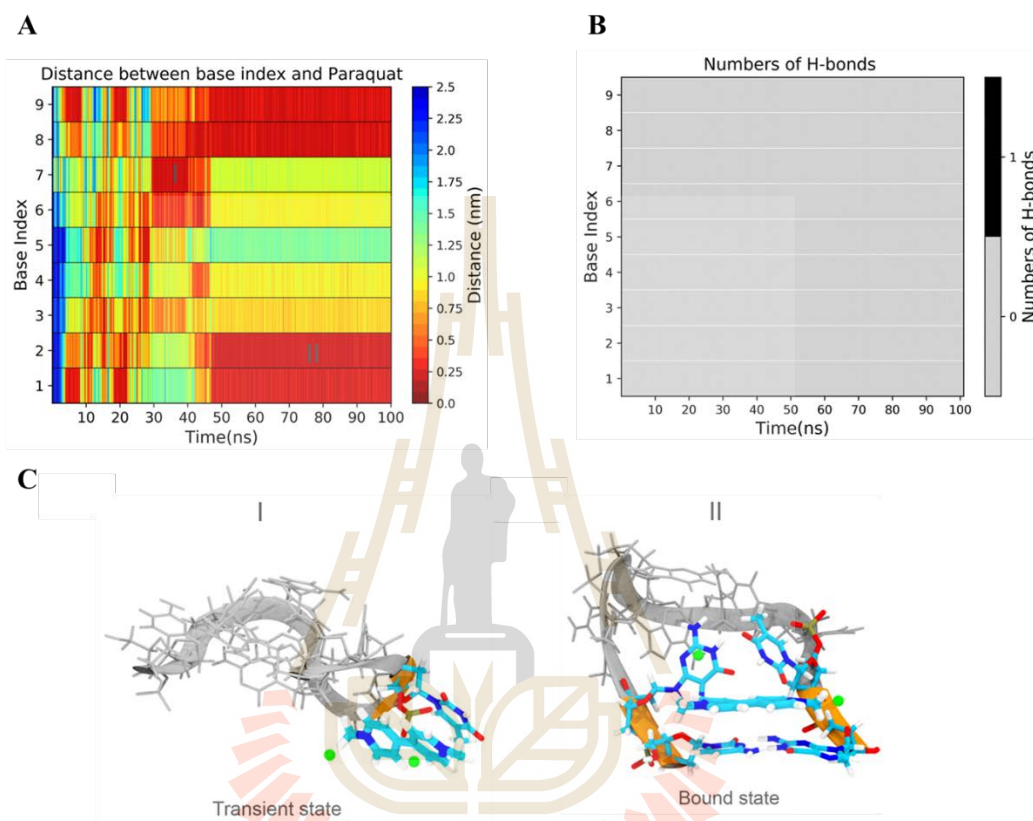 A
Distance between base index and Paraquat
9
8
7
6
5
4
3
2
1
Base Index
I
II
10 20 30 40 50 60 70 80 90 100
Time(ns)
2.5
2.3
2.0
1.8
1.5
1.3
1.0
0.75
0.5
0.25
0.0
Distance (nm)
B
Numbers of H-bonds
9
8
7
6
5
4
3
2
1
Base Index
10 20 30 40 50 60 70 80 90 100
Time(ns)
1
0
Numbers of H-bonds
C
I
II
Transient state
Bound state